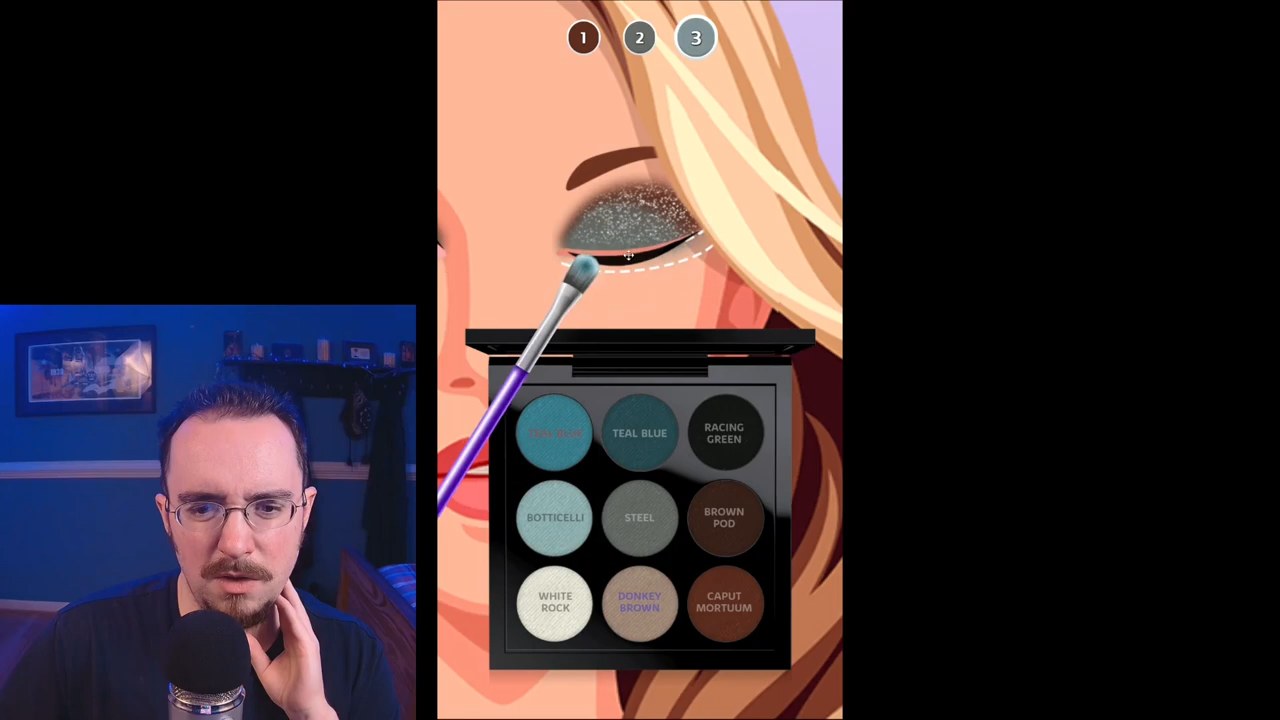 1 2 3
TEAL BLUE
TEAL BLUE
RACING
GREEN
BOTTICELLI
STEEL
BROWN
POD
WHITE
ROCK
DONKEY
BROWN
CAPUT
MORTUUM